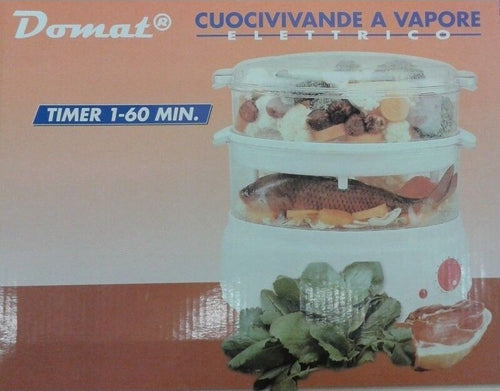 Domat®
CUOCIVIVANDE A VAPORE
ELETTRICO
TIMER 1-60 MIN.